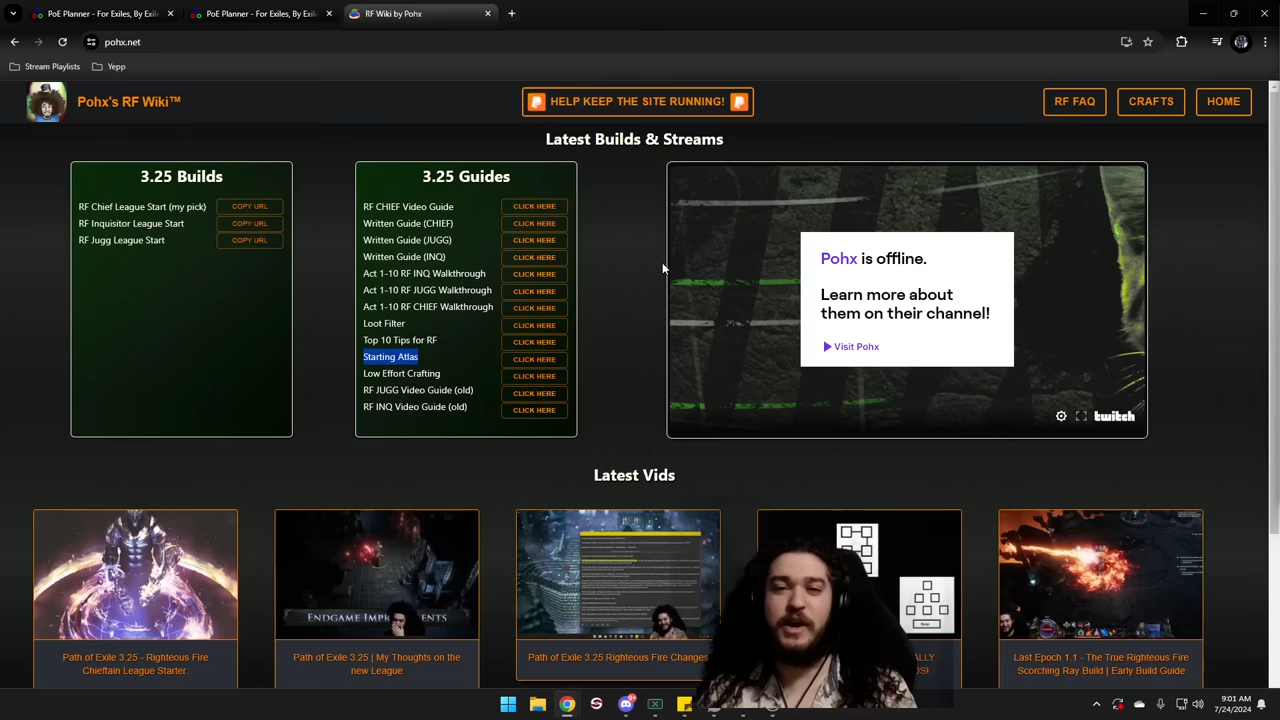 PoE Planner - For Exiles, By Exile
PoE Planner - For Exiles, By Exile
RF Wiki by Pohx
pohx.net
Stream Playlists
Yepp
Pohx's RF Wiki™
HELP KEEP THE SITE RUNNING!
RF FAQ
CRAFTS
HOME
Latest Builds & Streams
3.25 Builds
RF Chief League Start (my pick) COPY URL
RF Inquisitor League Start COPY URL
RF Jugg League Start COPY URL
3.25 Guides
RF CHIEF Video Guide CLICK HERE
Written Guide (CHIEF) CLICK HERE
Written Guide (JUGG) CLICK HERE
Written Guide (INQ) CLICK HERE
Act 1-10 RF INQ Walkthrough CLICK HERE
Act 1-10 RF JUGG Walkthrough CLICK HERE
Act 1-10 RF CHIEF Walkthrough CLICK HERE
Loot Filter CLICK HERE
Top 10 Tips for RF CLICK HERE
Starting Atlas CLICK HERE
Low Effort Crafting CLICK HERE
RF JUGG Video Guide (old) CLICK HERE
RF INQ Video Guide (old) CLICK HERE
Pohx is offline.
Learn more about
them on their channel!
Visit Pohx
twitch
Latest Vids
ENDGAME IMPR
ENTS
Path of Exile 3.25 - Righteous Fire
Chieftain League Starter.
Path of Exile 3.25 | My Thoughts on the
new League
Path of Exile 3.25 Righteous Fire Changes
ALLY
Last Epoch 1.1 - The True Righteous Fire
Scorching Ray Build | Early Build Guide
9:01 AM
7/24/2024